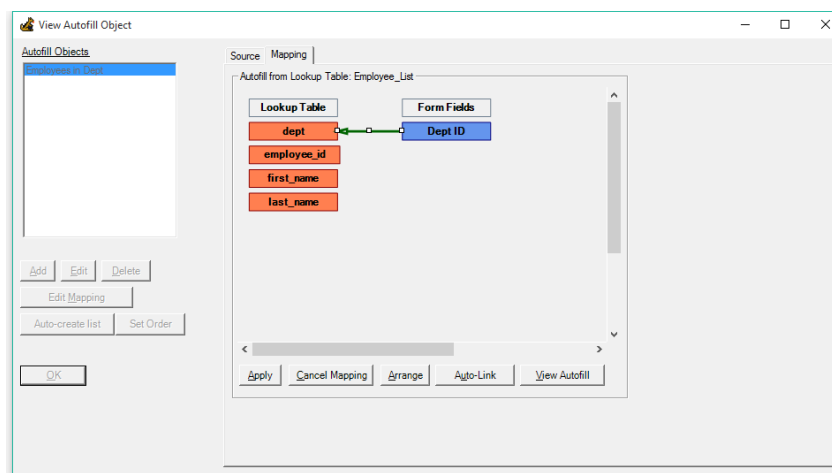 View Autofill Object
Autofill Objects
Employees in Dept
Add Edit Delete
Edit Mapping
Auto-create list Set Order
OK
Source Mapping
Autofill from Lookup Table: Employee_List
Lookup Table Form Fields
dept Dept ID
employee_id
first_name
last_name
Apply Cancel Mapping Arrange Auto-Link View Autofill